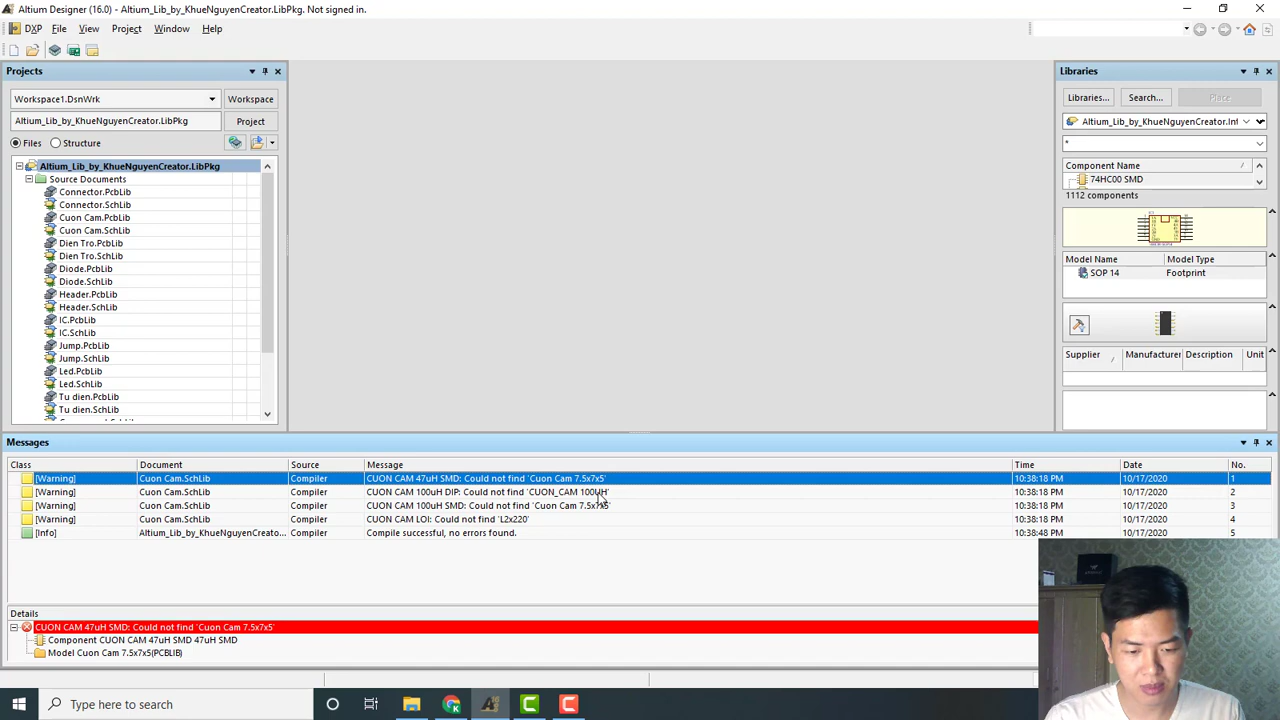 Altium Designer (16.0) - Altium_Lib_by_KhueNguyenCreator.LibPkg. Not signed in.
DXP File View Project Window Help
Projects
Workspace1.DsnWrk Workspace
Altium_Lib_by_KhueNguyenCreator.LibPkg Project
Files Structure
Altium_Lib_by_KhueNguyenCreator.LibPkg
Source Documents
Connector.PcbLib
Connector.SchLib
Cuon Cam.PcbLib
Cuon Cam.SchLib
Dien Tro.PcbLib
Dien Tro.SchLib
Diode.PcbLib
Diode.SchLib
Header.PcbLib
Header.SchLib
IC.PcbLib
IC.SchLib
Jump.PcbLib
Jump.SchLib
Led.PcbLib
Led.SchLib
Tu dien.PcbLib
Tu dien.SchLib
Libraries
Libraries... Search... Place
Altium_Lib_by_KhueNguyenCreator.Int
*
Component Name
74HC00 SMD
1112 components
Model Name Model Type
SOP 14 Footprint
Supplier Manufacturer Description Unit
Messages
Class Document Source Message Time Date No.
[Warning] Cuon Cam.SchLib Compiler CUON CAM 47uH SMD: Could not find 'Cuon Cam 7.5x7x5' 10:38:18 PM 10/17/2020 1
[Warning] Cuon Cam.SchLib Compiler CUON CAM 100uH DIP: Could not find 'CUON_CAM 100uH' 10:38:18 PM 10/17/2020 2
[Warning] Cuon Cam.SchLib Compiler CUON CAM 100uH SMD: Could not find 'Cuon Cam 7.5x7x5' 10:38:18 PM 10/17/2020 3
[Warning] Cuon Cam.SchLib Compiler CUON CAM LOI: Could not find 'L2x220' 10:38:18 PM 10/17/2020 4
[Info] Altium_Lib_by_KhueNguyenCreato... Compiler Compile successful, no errors found. 10:38:48 PM 10/17/2020 5
Details
CUON CAM 47uH SMD: Could not find 'Cuon Cam 7.5x7x5'
Component CUON CAM 47uH SMD 47uH SMD
Model Cuon Cam 7.5x7x5(PCBLIB)
Type here to search